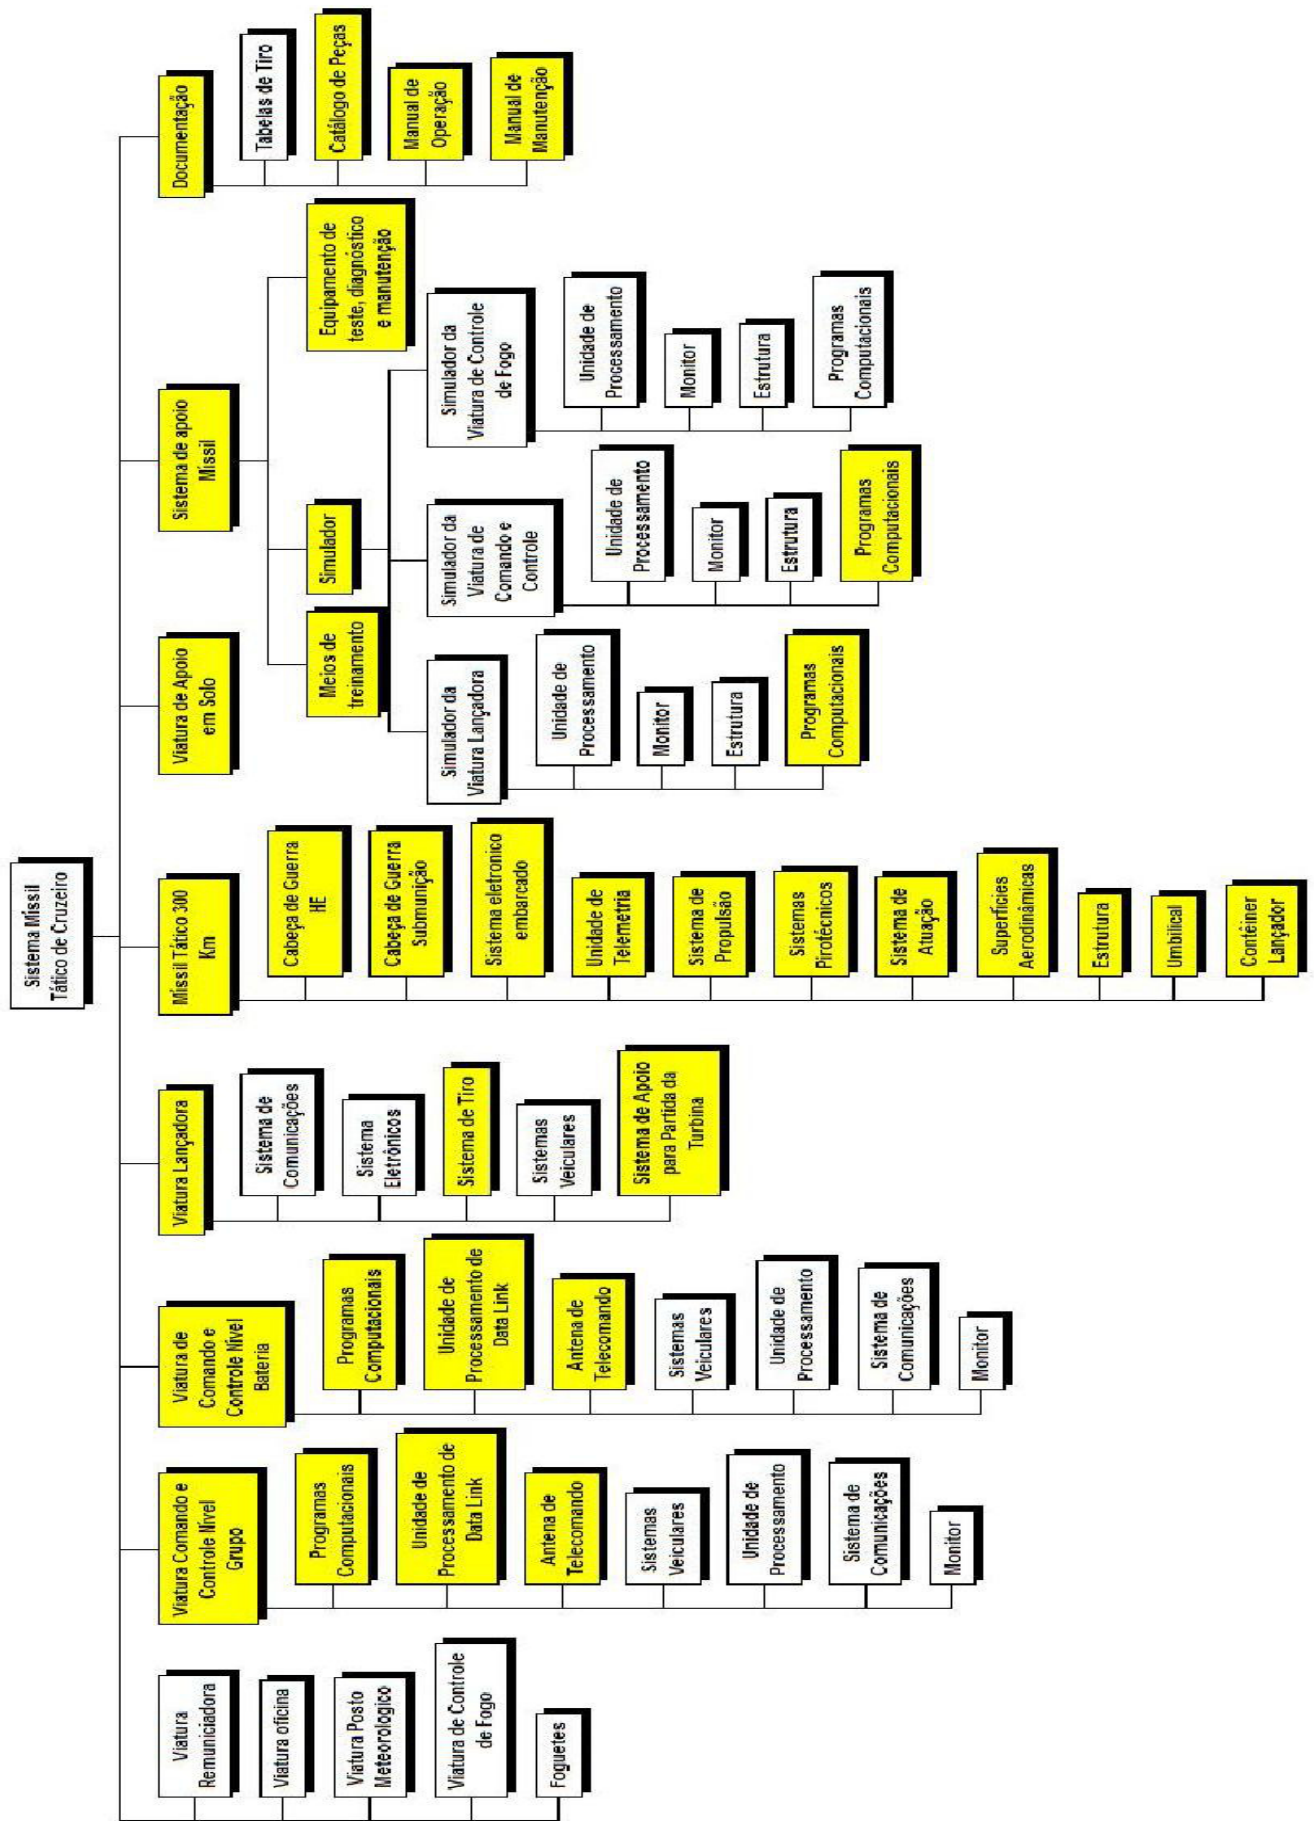 Sistema Míssil
Tático de Cruzeiro
Viatura
Remuniciadora
Viatura oficina
Viatura Posto
Meteorologico
Viatura de Controle
de Fogo
Foguetes
Viatura Comando e
Controle Nível
Grupo
Programas
Computacionais
Unidade de
Processamento de
Data Link
Antena de
Telecomando
Sistemas
Veiculares
Unidade de
Processamento
Sistema de
Comunicações
Monitor
Viatura de
Comando e
Controle Nível
Bateria
Programas
Computacionais
Unidade de
Processamento de
Data Link
Antena de
Telecomando
Sistemas
Veiculares
Unidade de
Processamento
Sistema de
Comunicações
Monitor
Viatura Lançadora
Sistema de
Comunicações
Sistema
Eletrônicos
Sistema de Tiro
Sistemas
Veiculares
Sistema de Apoio
para Partida da
Turbina
Míssil Tático 300
Km
Cabeça de Guerra
HE
Cabeça de Guerra
Submunição
Sistema eletronico
embarcado
Unidade de
Telemetria
Sistema de
Propulsão
Sistemas
Pirotécnicos
Sistema de
Atuação
Superfícies
Aerodinâmicas
Estrutura
Umbilical
Contêiner
Lançador
Viatura de Apoio
em Solo
Sistema de apoio
Míssil
Meios de
treinamento
Simulador
Equipamento de
teste, diagnóstico
e manutenção
Simulador da
Viatura Lançadora
Unidade de
Processamento
Monitor
Estrutura
Programas
Computacionais
Simulador da
Viatura de
Comando e
Controle
Unidade de
Processamento
Monitor
Estrutura
Programas
Computacionais
Simulador da
Viatura de Controle
de Fogo
Unidade de
Processamento
Monitor
Estrutura
Programas
Computacionais
Documentação
Tabelas de Tiro
Catálogo de Peças
Manual de
Operação
Manual de
Manutenção